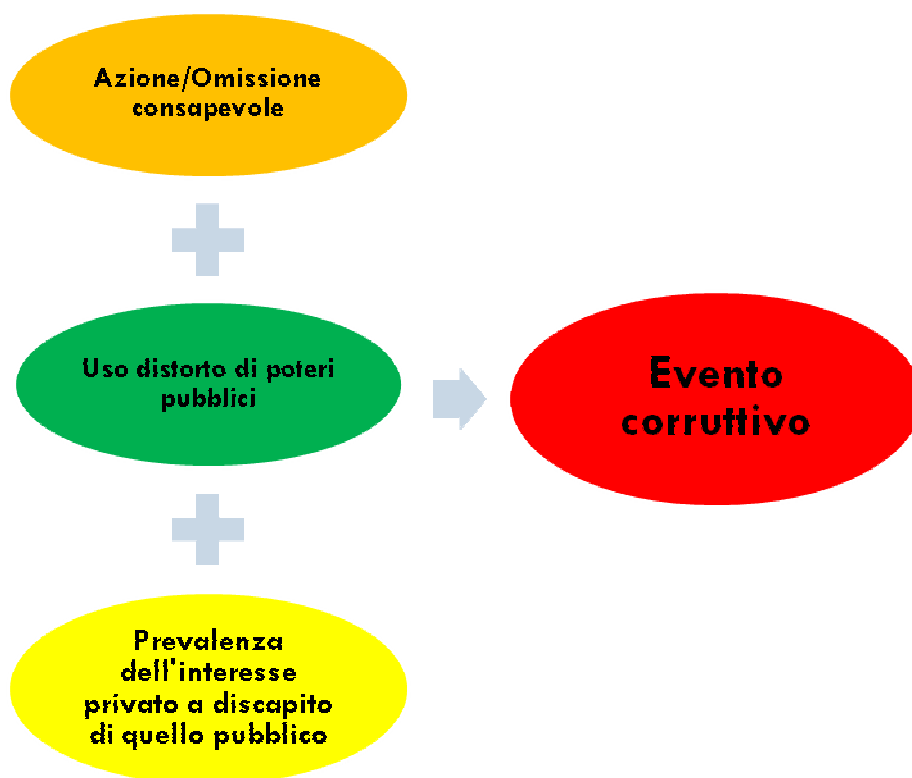 Azione/Omissione
consapevole
Uso distorto di poteri
pubblici
Evento
corruttivo
Prevalenza
dell'interesse
privato a discapito
di quello pubblico